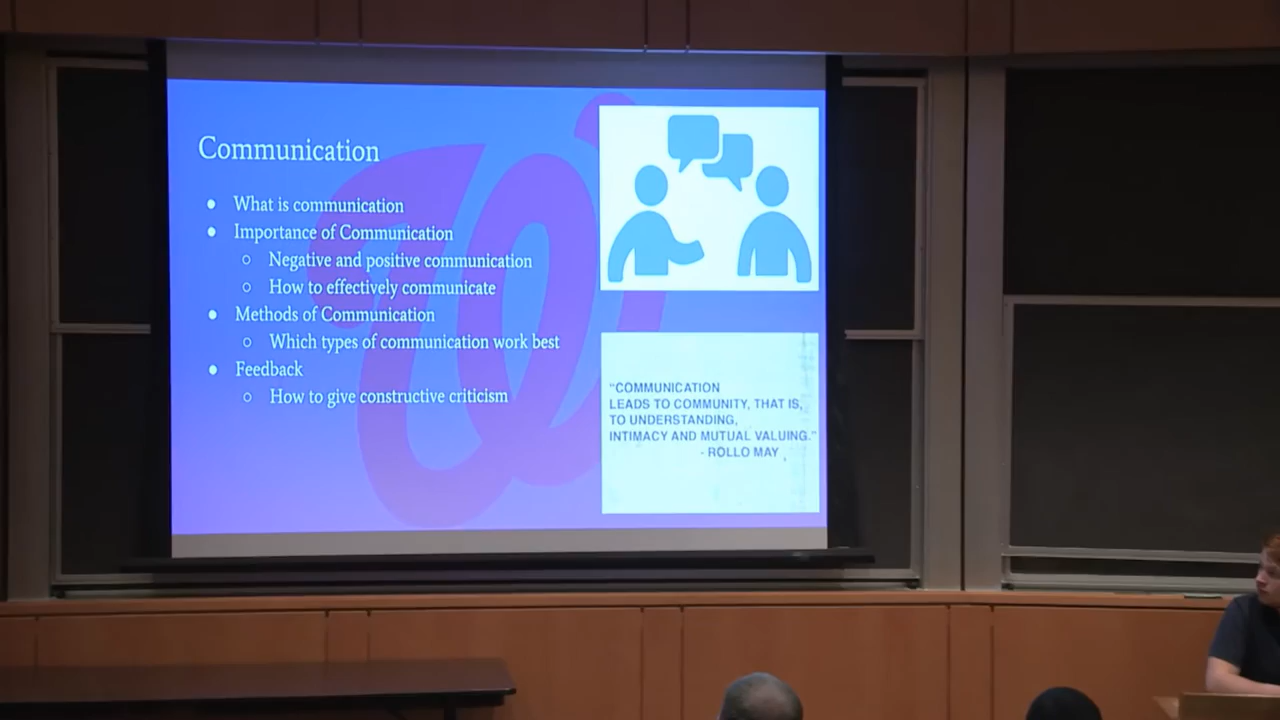 Communication
● What is communication
● Importance of Communication
○ Negative and positive communication
○ How to effectively communicate
● Methods of Communication
○ Which types of communication work best
● Feedback
○ How to give constructive criticism
"COMMUNICATION
LEADS TO COMMUNITY, THAT IS,
TO UNDERSTANDING,
INTIMACY AND MUTUAL VALUING."
- ROLLO MAY